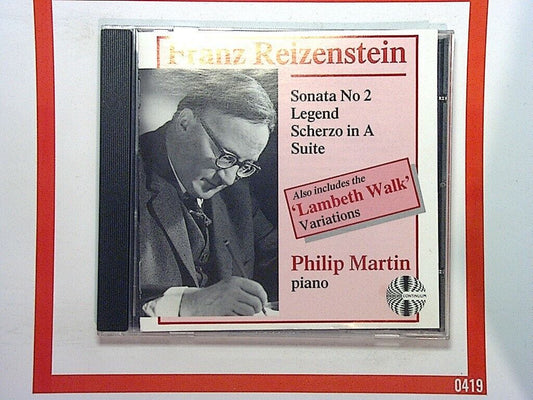 Franz Reizenstein
Sonata No 2
Legend
Scherzo in A
Suite
Also includes the
'Lambeth Walk'
Variations
Philip Martin
piano
CONTINUUM
0419